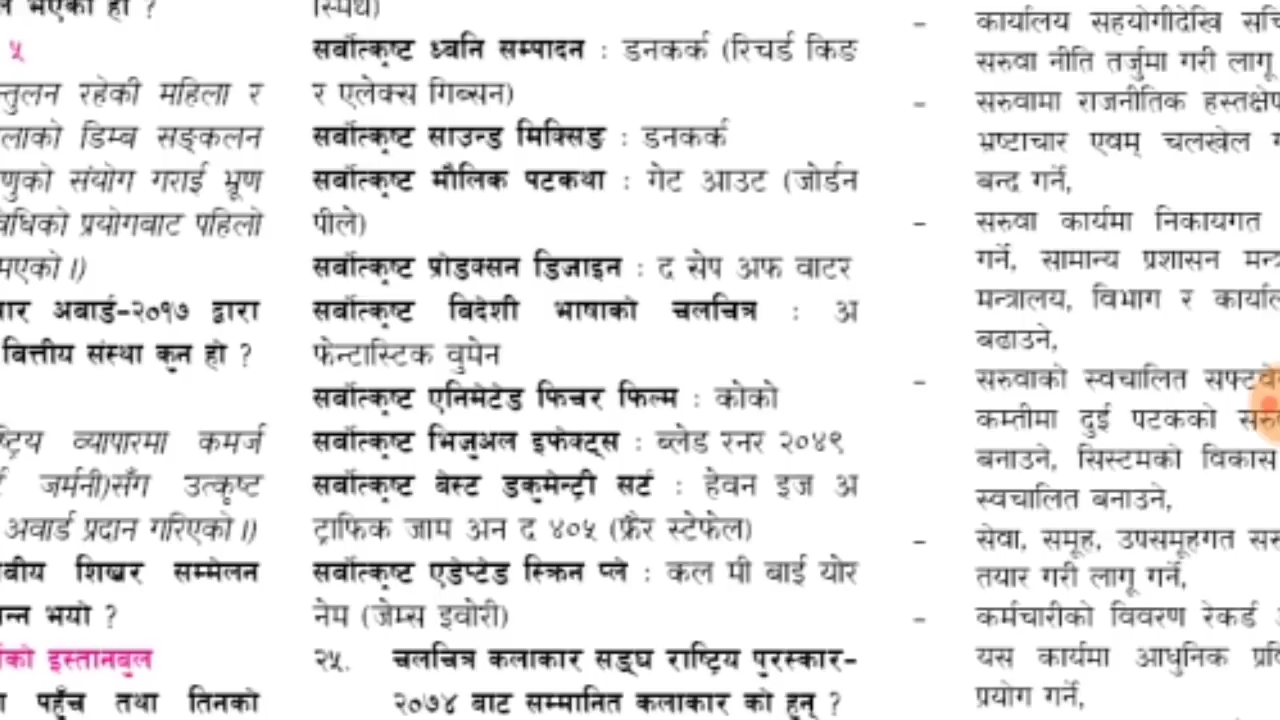 भएको हो ?
५
न्तुलन रहेकी महिला र
लाको डिम्ब सङ्कलन
णुको संयोग गराई भ्रूण
वेधिको प्रयोगबाट पहिलो
भएको ।)
अवार्ड-२०१७ द्वारा
वित्तीय संस्था कुन हो ?
ष्ट्रिय व्यापारमा कमर्ज
जर्मनी)सँग उत्कृष्ट
अवार्ड प्रदान गरिएको ।)
वीय शिखर सम्मेलन
न्न भयो ?
को इस्तानबुल
पहुँच तथा तिनको
स्मिथ)
सर्वोत्कृष्ट ध्वनि सम्पादन : डनकर्क (रिचर्ड किङ
र एलेक्स गिब्सन)
सर्वोत्कृष्ट साउन्ड मिक्सिङ : डनकर्क
सर्वोत्कृष्ट मौलिक पटकथा : गेट आउट (जोर्डन
पीले)
सर्वोत्कृष्ट प्रोडक्सन डिजाइन : द सेप अफ वाटर
सर्वोत्कृष्ट विदेशी भाषाको चलचित्र : अ
फेन्टास्टिक वुमेन
सर्वोत्कृष्ट एनिमेटेड फिचर फिल्म : कोको
सर्वोत्कृष्ट भिजुअल इफेक्ट्स : ब्लेड रनर २०४९
सर्वोत्कृष्ट बेस्ट डकुमेन्ट्री सर्ट : हेवन इज अ
ट्राफिक जाम अन द ४०५ (फ्रैर स्टेफेल)
सर्वोत्कृष्ट एडेप्टेड स्क्रिन प्ले : कल मी बाई योर
नेम (जेम्स इवोरी)
२५. चलचित्र कलाकार सङ्घ राष्ट्रिय पुरस्कार-
२०७४ बाट सम्मानित कलाकार को हुन् ?
- कार्यालय सहयोगीदेखि
सरुवा नीति तर्जुमा गरी लागू
- सरुवामा राजनीतिक हस्तक्षेप
भ्रष्टाचार एवम् चलखेल
बन्द गर्ने,
- सरुवा कार्यमा निकायगत
गर्ने, सामान्य प्रशासन
मन्त्रालय, विभाग र
बढाउने,
- सरुवाको स्वचालित
कम्तीमा दुई पटकको
बनाउने, सिस्टमको विकास
स्वचालित बनाउने,
- सेवा, समूह, उपसमूहगत
तयार गरी लागू गर्ने,
- कर्मचारीको विवरण रेकर्ड
यस कार्यमा आधुनिक
प्रयोग गर्ने,